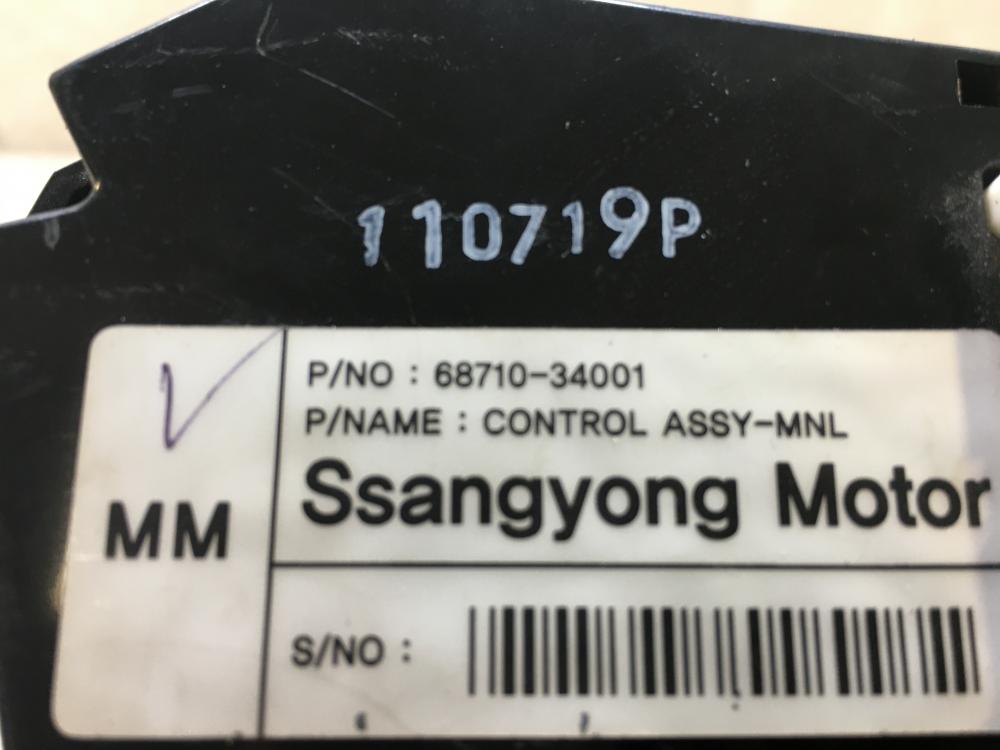 110719P
P/NO : 68710-34001
P/NAME : CONTROL ASSY-MNL
Ssangyong Motor
MM
S/NO :